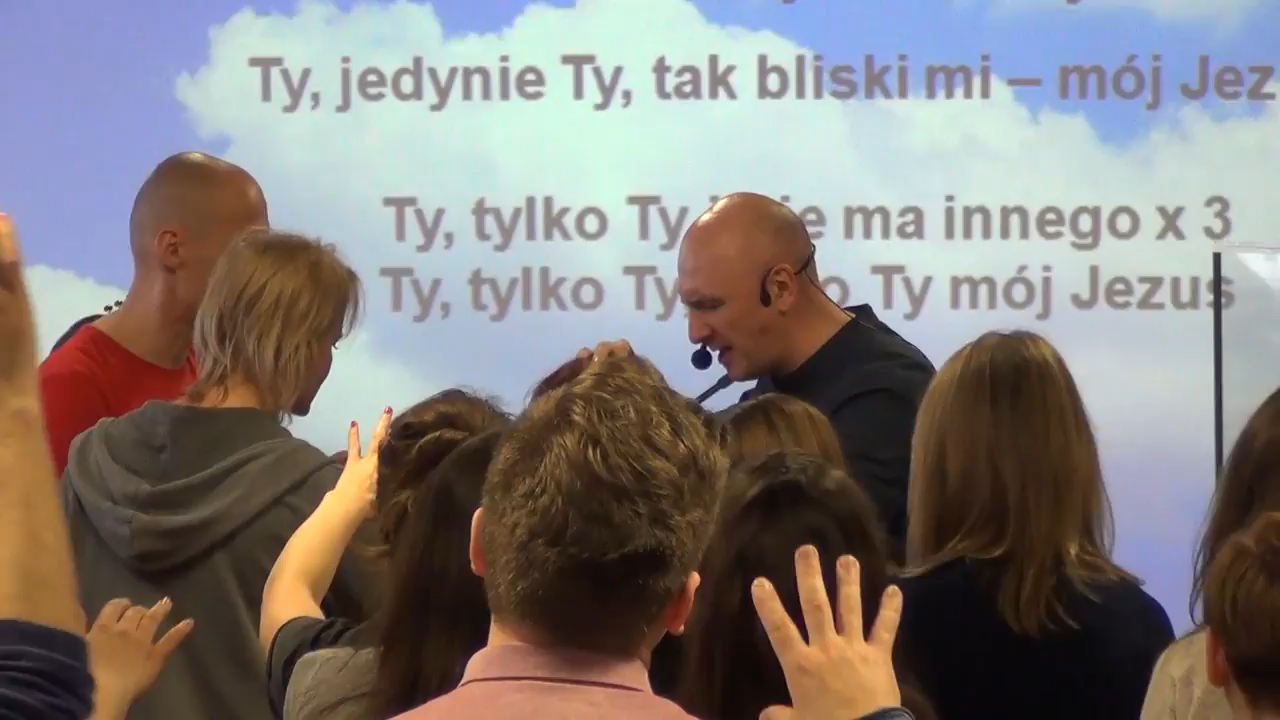 Ty, jedynie Ty, tak bliski mi – mój Jez
Ty, tylko Ty, nie ma innego x 3
Ty, tylko Ty, Ty mój Jezus